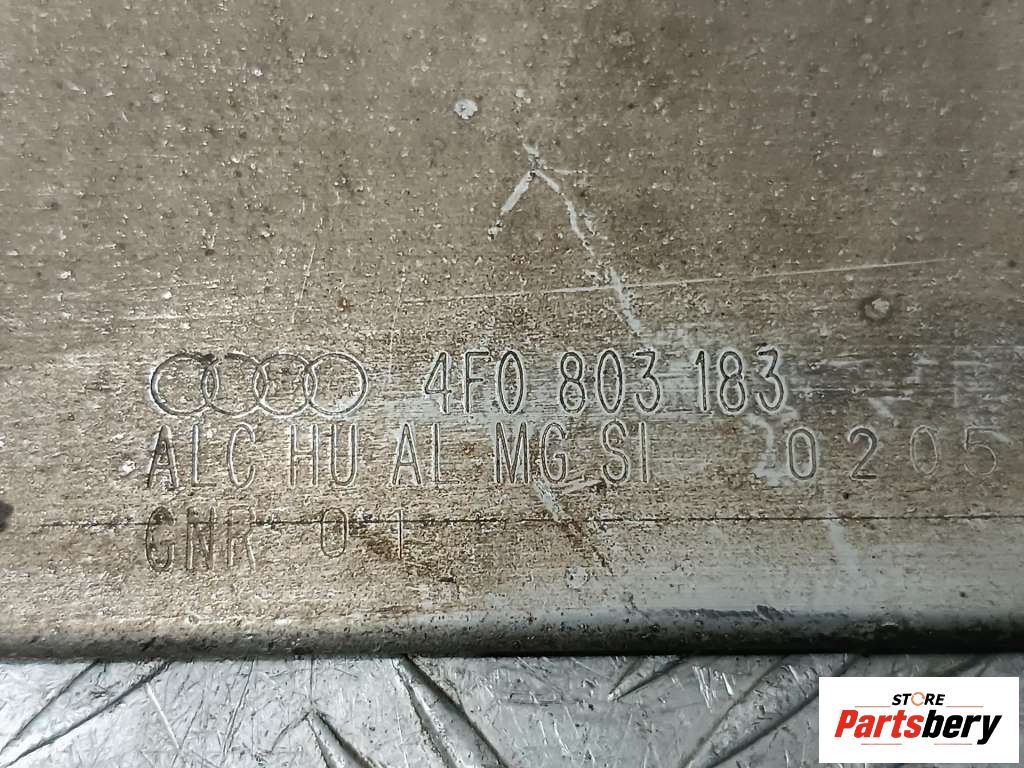 4F0 803 183
ALC HU AL MG SI 0205
GNR 01
STORE
Partsbery